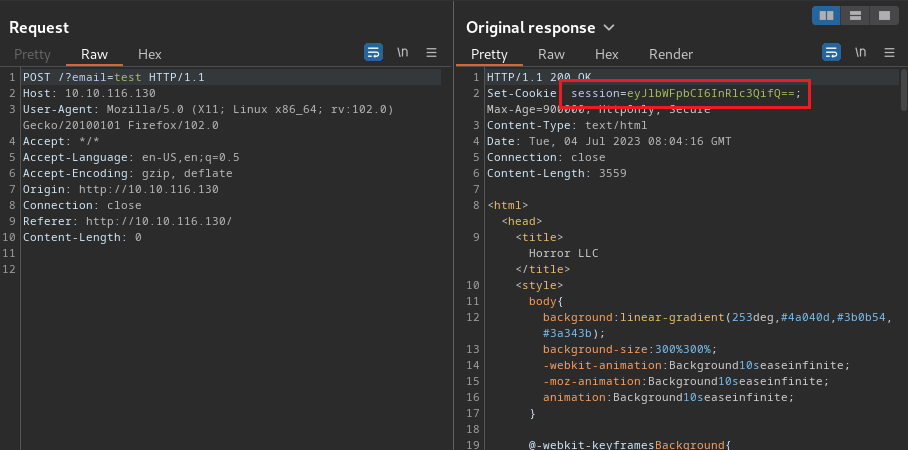 Request
Pretty Raw Hex \n
1 POST /?email=test HTTP/1.1
2 Host: 10.10.116.130
3 User-Agent: Mozilla/5.0 (X11; Linux x86_64; rv:102.0)
Gecko/20100101 Firefox/102.0
4 Accept: */*
5 Accept-Language: en-US,en;q=0.5
6 Accept-Encoding: gzip, deflate
7 Origin: http://10.10.116.130
8 Connection: close
9 Referer: http://10.10.116.130/
10 Content-Length: 0
11
12
Original response
Pretty Raw Hex Render \n
1 HTTP/1.1 200 OK
2 Set-Cookie session=eyJlbWFpbCI6InRlc3QifQ==;
Max-Age=900000; HttpOnly; Secure
3 Content-Type: text/html
4 Date: Tue, 04 Jul 2023 08:04:16 GMT
5 Connection: close
6 Content-Length: 3559
7
8 <html>
<head>
9 <title>
Horror LLC
</title>
10 <style>
11 body{
12 background:linear-gradient(253deg,#4a040d,#3b0b54,
#3a343b);
13 background-size:300%300%;
14 -webkit-animation:Background10seaseinfinite;
15 -moz-animation:Background10seaseinfinite;
16 animation:Background10seaseinfinite;
17 }
18
19 @-webkit-keyframesBackground{